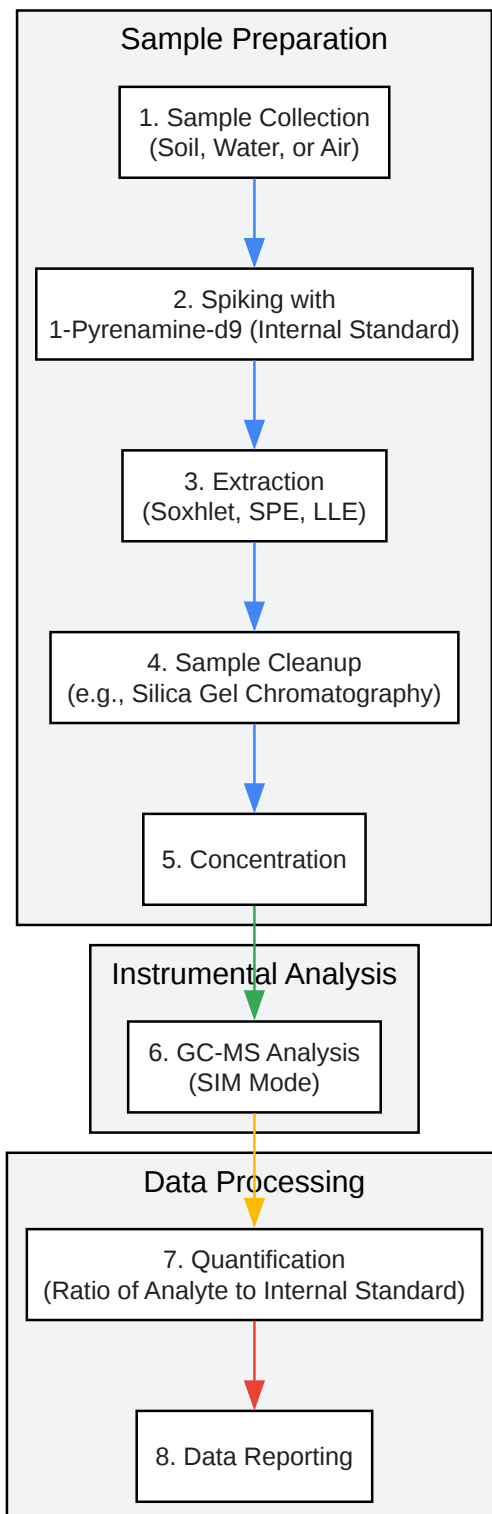 Sample Preparation
1. Sample Collection
(Soil, Water, or Air)
2. Spiking with
1-Pyrenamine-d9 (Internal Standard)
3. Extraction
(Soxhlet, SPE, LLE)
4. Sample Cleanup
(e.g., Silica Gel Chromatography)
5. Concentration
Instrumental Analysis
6. GC-MS Analysis
(SIM Mode)
Data Processing
7. Quantification
(Ratio of Analyte to Internal Standard)
8. Data Reporting